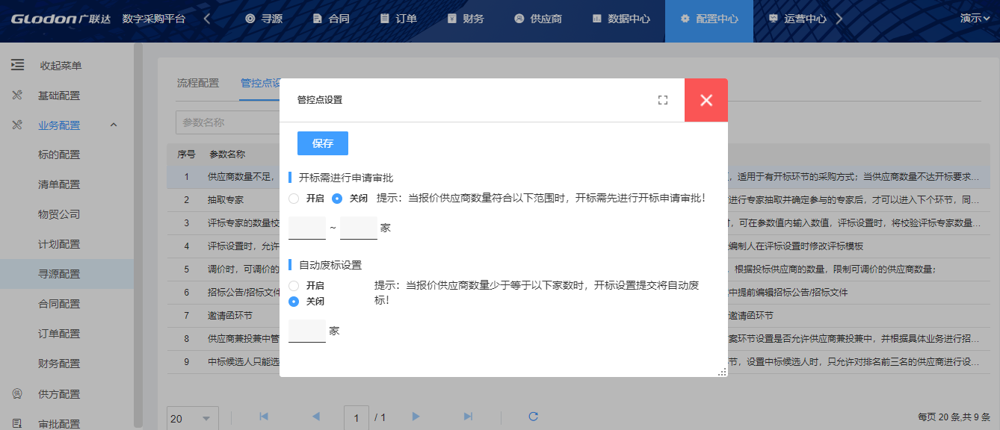 GLODON广联达 数字采购平台 寻源 合同 订单 财务 供应商 数据中心 配置中心 运营中心 演示
收起菜单
基础配置
业务配置
标的配置
清单配置
物贸公司
计划配置
寻源配置
合同配置
订单配置
财务配置
供方配置
审批配置
流程配置 管控点设
参数名称
序号 参数名称
1 供应商数量不足, 适用于有开标环节的采购方式；当供应商数量不达开标要求...
2 抽取专家 进行专家抽取并确定参与的专家后，才可以进入下个环节，同...
3 评标专家的数量校 可在参数值内输入数值，评标设置时，将校验评标专家数量...
4 评标设置时，允许 编制人在评标设置时修改评标模板
5 调价时，可调价的 根据投标供应商的数量，限制可调价的供应商数量；
6 招标公告/招标文件 中提前编辑招标公告/招标文件
7 邀请函环节 邀请函环节
8 供应商兼投兼中管 案环节设置是否允许供应商兼投兼中，并根据具体业务进行招...
9 中标候选人只能选 节，设置中标候选人时，只允许对排名前三名的供应商进行设...
20 1 / 1 每页 20 条,共 9 条
管控点设置
保存
开标需进行申请审批
开启 关闭 提示：当报价供应商数量符合以下范围时，开标需先进行开标申请审批！
~ 家
自动废标设置
开启 提示：当报价供应商数量少于等于以下家数时，开标设置提交将自动废
关闭 标！
家